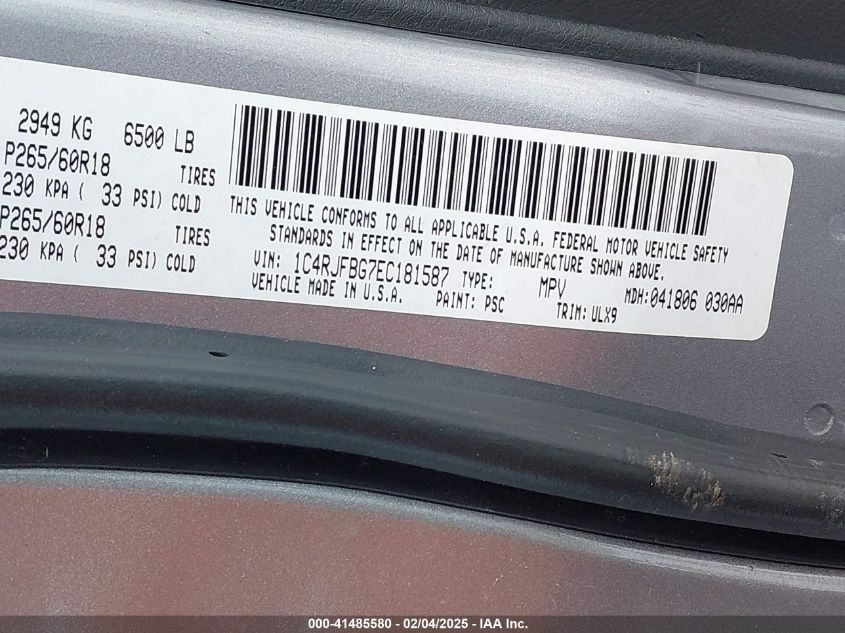 2949 KG 6500 LB
P265/60R18 TIRES
230 KPA ( 33 PSI) COLD
P265/60R18 TIRES
230 KPA ( 33 PSI) COLD
THIS VEHICLE CONFORMS TO ALL APPLICABLE U.S.A. FEDERAL MOTOR VEHICLE SAFETY
STANDARDS IN EFFECT ON THE DATE OF MANUFACTURE SHOWN ABOVE.
VIN: 1C4RJFBG7EC181587 TYPE: MPV MDH:041806 030AA
VEHICLE MADE IN U.S.A. PAINT: PSC TRIM: ULX9
000-41485580 - 02/04/2025 - IAA Inc.